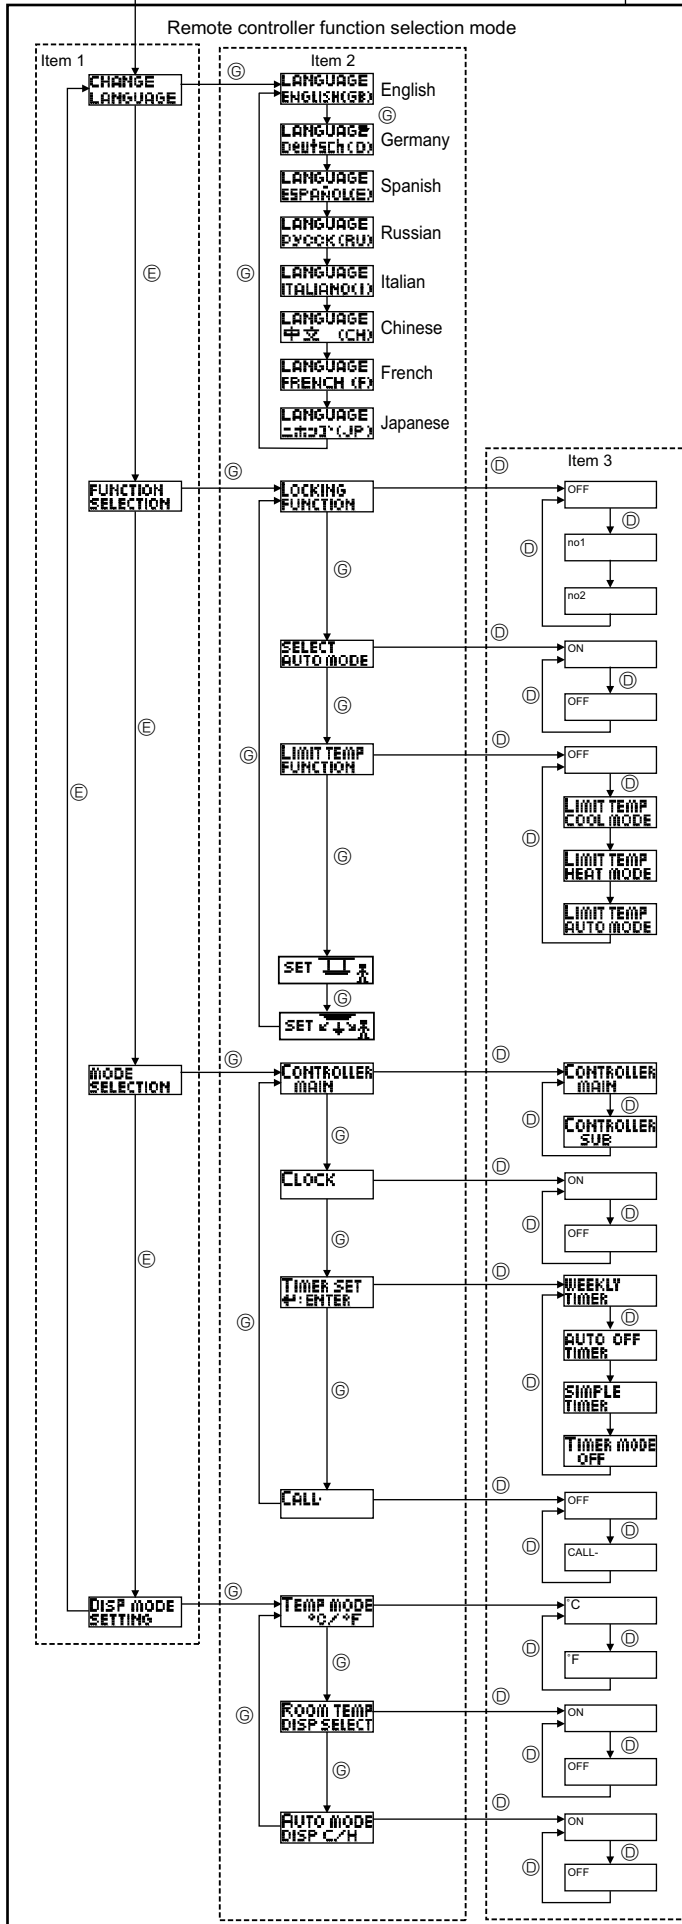 Remote controller function selection mode
Item 1
Item 2
CHANGE
LANGUAGE
Ⓖ
LANGUAGE
ENGLISH(GB)
English
Ⓖ
LANGUAGE
Deutsch(D)
Germany
LANGUAGE
ESPAÑOL(E)
Spanish
LANGUAGE
РУССК(RU)
Russian
Ⓔ
Ⓖ
LANGUAGE
ITALIANO(I)
Italian
LANGUAGE
中文 (CH)
Chinese
LANGUAGE
FRENCH (F)
French
LANGUAGE
ニホンゴ(JP)
Japanese
Item 3
FUNCTION
SELECTION
Ⓖ
LOCKING
FUNCTION
Ⓓ
OFF
Ⓓ
Ⓓ
no1
no2
Ⓖ
SELECT
AUTO MODE
Ⓓ
ON
Ⓓ
Ⓓ
OFF
Ⓖ
Ⓔ
Ⓖ
LIMIT TEMP
FUNCTION
Ⓓ
OFF
Ⓓ
Ⓔ
LIMIT TEMP
COOL MODE
Ⓓ
Ⓖ
LIMIT TEMP
HEAT MODE
LIMIT TEMP
AUTO MODE
SET
Ⓖ
SET
MODE
SELECTION
Ⓖ
CONTROLLER
MAIN
Ⓓ
CONTROLLER
MAIN
Ⓓ
Ⓓ
CONTROLLER
SUB
Ⓖ
CLOCK
Ⓓ
ON
Ⓓ
Ⓓ
OFF
Ⓖ
Ⓔ
TIMER SET
↵:ENTER
Ⓓ
WEEKLY
TIMER
Ⓓ
Ⓖ
AUTO OFF
TIMER
Ⓓ
Ⓖ
SIMPLE
TIMER
TIMER MODE
OFF
CALL-
Ⓓ
OFF
Ⓓ
Ⓓ
CALL-
DISP MODE
SETTING
Ⓖ
TEMP MODE
°C/°F
Ⓓ
°C
Ⓓ
Ⓓ
°F
Ⓖ
Ⓖ
ROOM TEMP
DISP SELECT
Ⓓ
ON
Ⓓ
Ⓓ
OFF
Ⓖ
AUTO MODE
DISP C/H
Ⓓ
ON
Ⓓ
Ⓓ
OFF